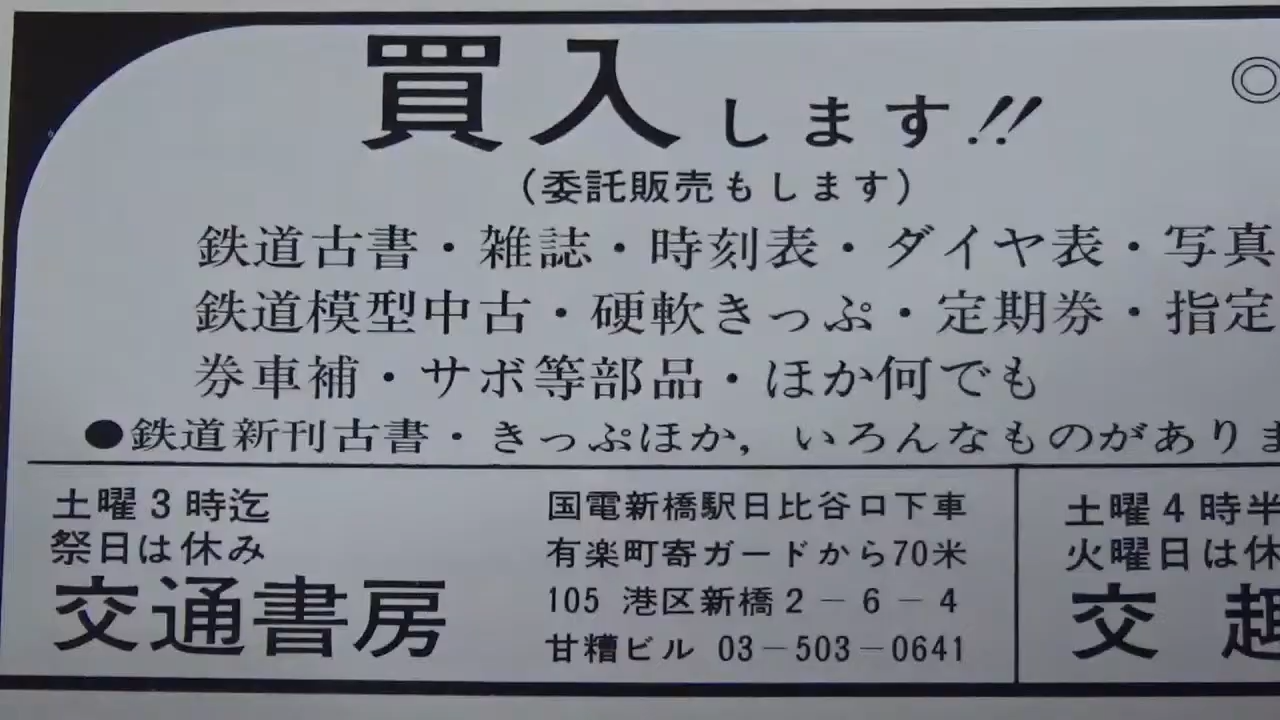 買入します!!
◎
(委託販売もします)
鉄道古書・雑誌・時刻表・ダイヤ表・写真
鉄道模型中古・硬軟きっぷ・定期券・指定
券車補・サボ等部品・ほか何でも
●鉄道新刊古書・きっぷほか，いろんなものがありま
土曜3時迄
祭日は休み
交通書房
国電新橋駅日比谷口下車
有楽町寄ガードから70米
105 港区新橋2－6－4
甘糟ビル 03－503－0641
土曜4時半
火曜日は休
交趣